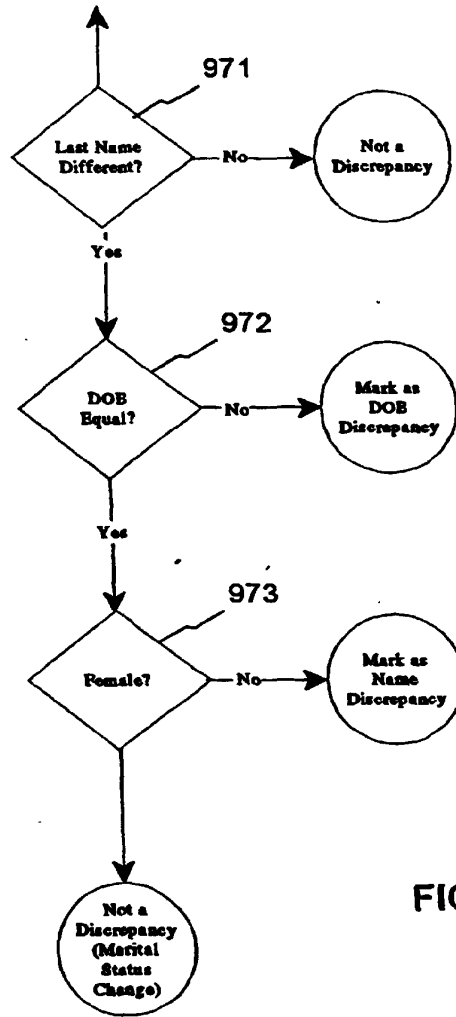 971
Last Name
Different?
No
Not a
Discrepancy
Yes
972
DOB
Equal?
No
Mark as
DOB
Discrepancy
Yes
973
Female?
No
Mark as
Name
Discrepancy
Not a
Discrepancy
(Marital
Status
Change)
FIG